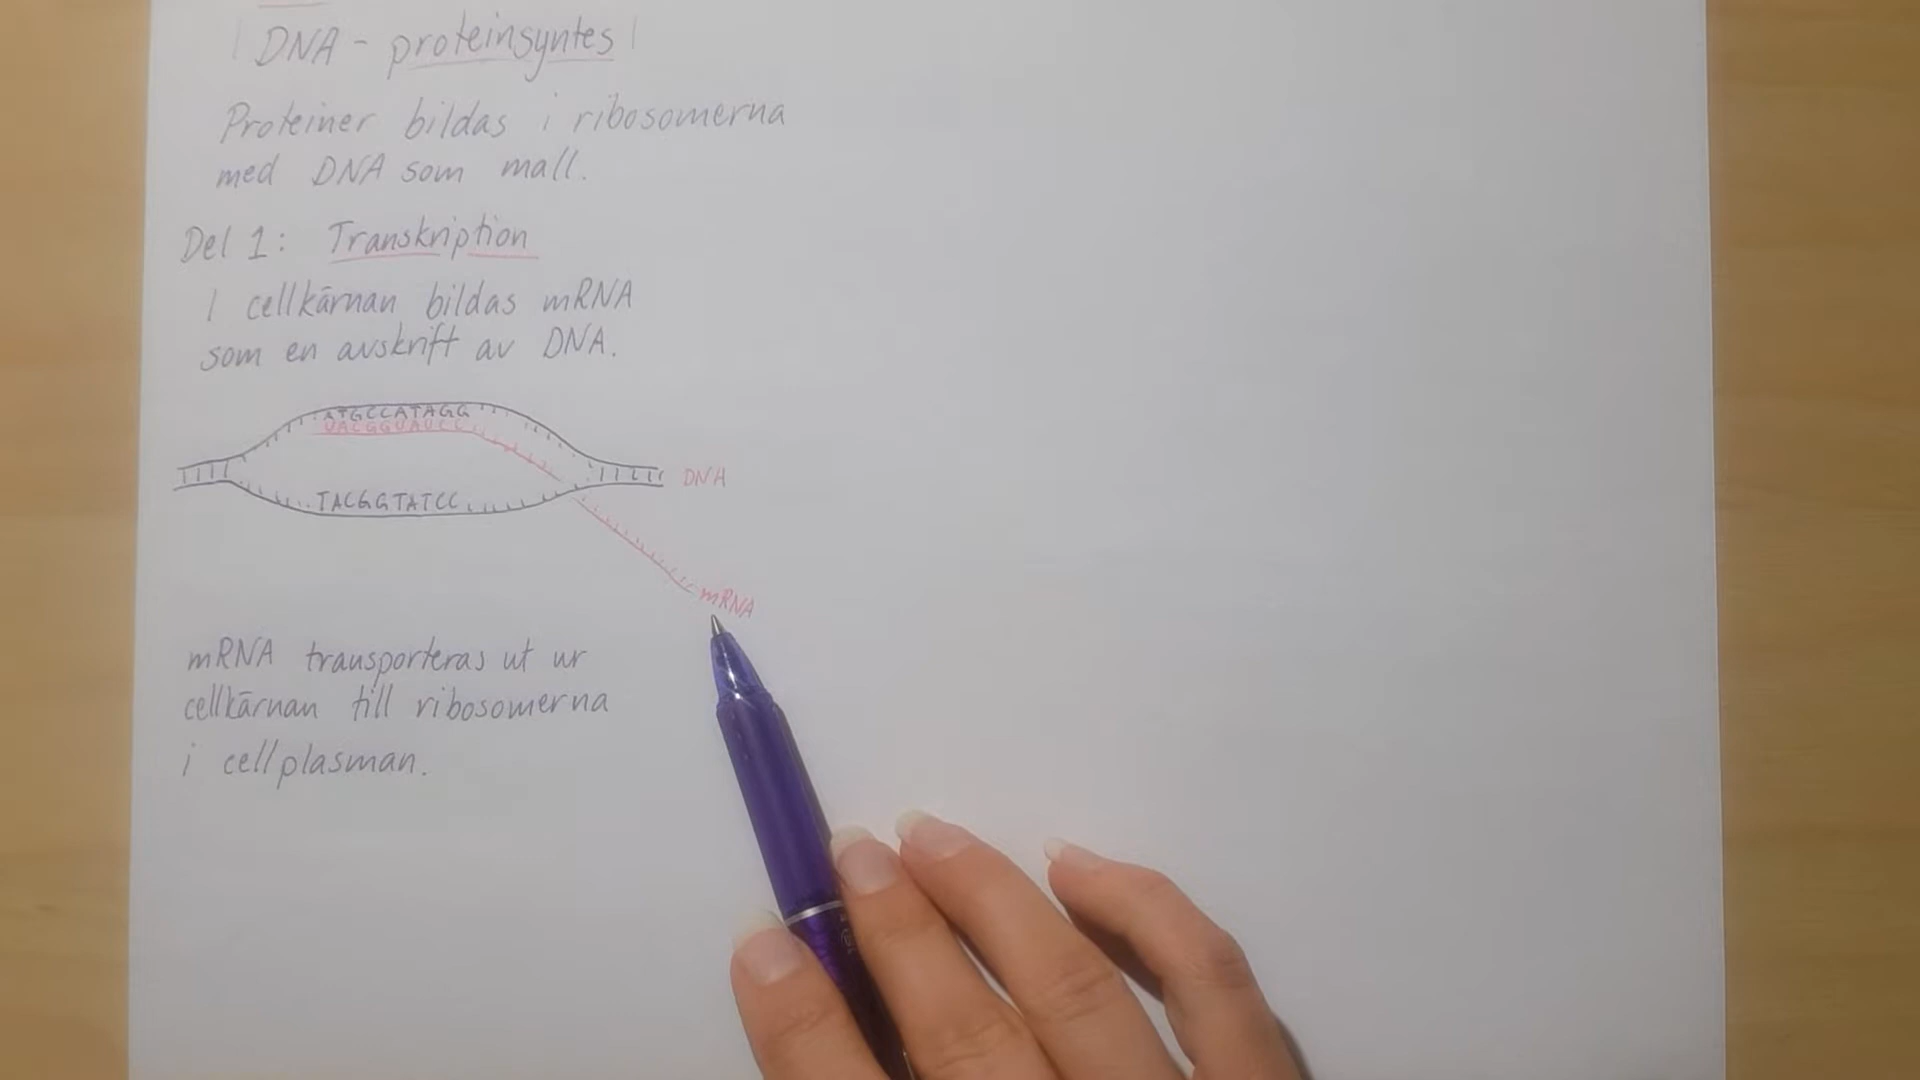 DNA - proteinsyntes
Proteiner bildas i ribosomerna
med DNA som mall.
Del 1: Transkription
I cellkärnan bildas mRNA
som en avskrift av DNA.
ATGCCATAGG
UACGGUAUCC
DNA
TACGGTATCC
mRNA
mRNA transporteras ut ur
cellkärnan till ribosomerna
i cellplasman.